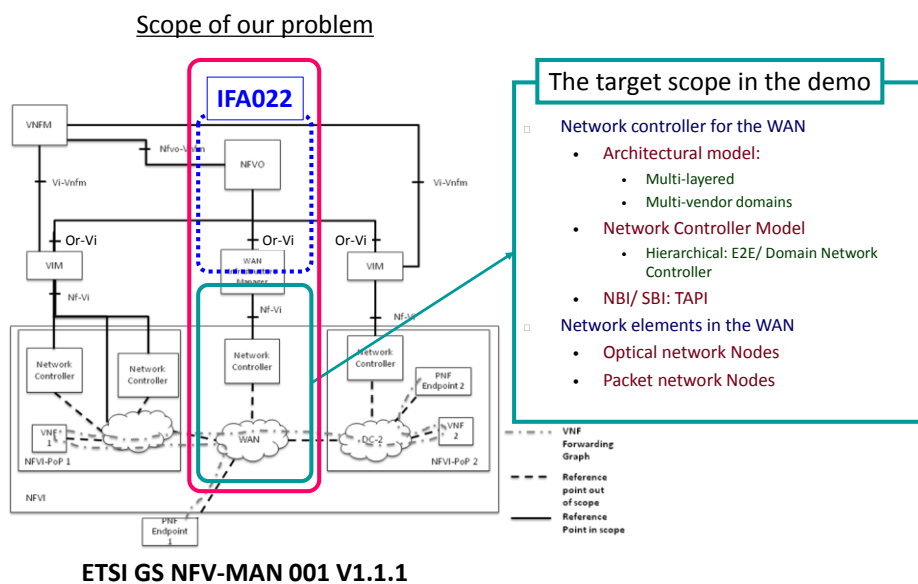 Scope of our problem
IFA022
The target scope in the demo
Network controller for the WAN
• Architectural model:
• Multi-layered
• Multi-vendor domains
• Network Controller Model
• Hierarchical: E2E/ Domain Network
Controller
• NBI/ SBI: TAPI
Network elements in the WAN
• Optical network Nodes
• Packet network Nodes
VNFM
Nfvo-Vnfm
NFVO
Vi-Vnfm
Vi-Vnfm
Or-Vi
Or-Vi
Or-Vi
VIM
WAN
Infrastructure
Manager
VIM
Nf-Vi
Nf-Vi
Nf-Vi
Network
Controller
Network
Controller
Network
Controller
Network
Controller
PNF
Endpoint 2
VNF
1
WAN
DC-2
VNF
2
NFVI-PoP 1
NFVI-PoP 2
NFVI
PNF
Endpoint
1
VNF
Forwarding
Graph
Reference
point out
of scope
Reference
Point in scope
ETSI GS NFV-MAN 001 V1.1.1